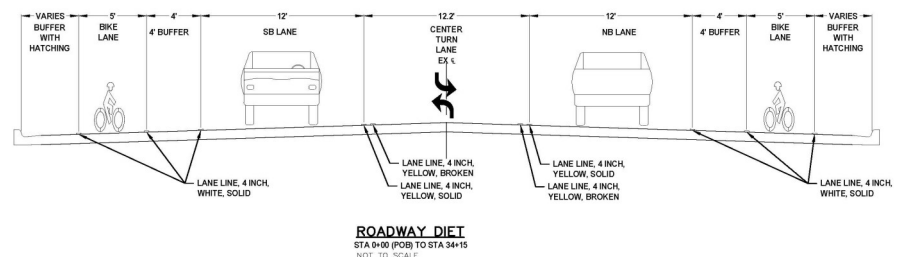 VARIES
BUFFER
WITH
HATCHING
5'
BIKE
LANE
4'
4' BUFFER
12'
SB LANE
12.2'
CENTER
TURN
LANE
EX ℄
12'
NB LANE
4'
4' BUFFER
5'
BIKE
LANE
VARIES
BUFFER
WITH
HATCHING
LANE LINE, 4 INCH,
WHITE, SOLID
LANE LINE, 4 INCH,
YELLOW, BROKEN
LANE LINE, 4 INCH,
YELLOW, SOLID
LANE LINE, 4 INCH,
YELLOW, SOLID
LANE LINE, 4 INCH,
YELLOW, BROKEN
LANE LINE, 4 INCH,
WHITE, SOLID
ROADWAY DIET
STA 0+00 (POB) TO STA 34+15
NOT TO SCALE